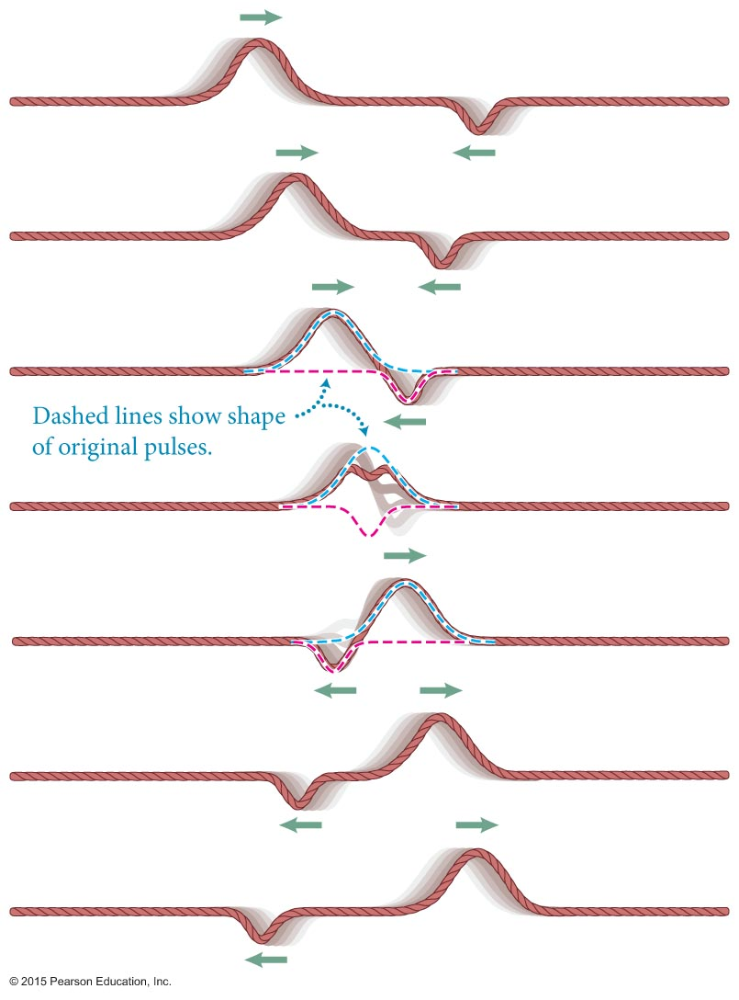 Dashed lines show shape
of original pulses.
© 2015 Pearson Education, Inc.